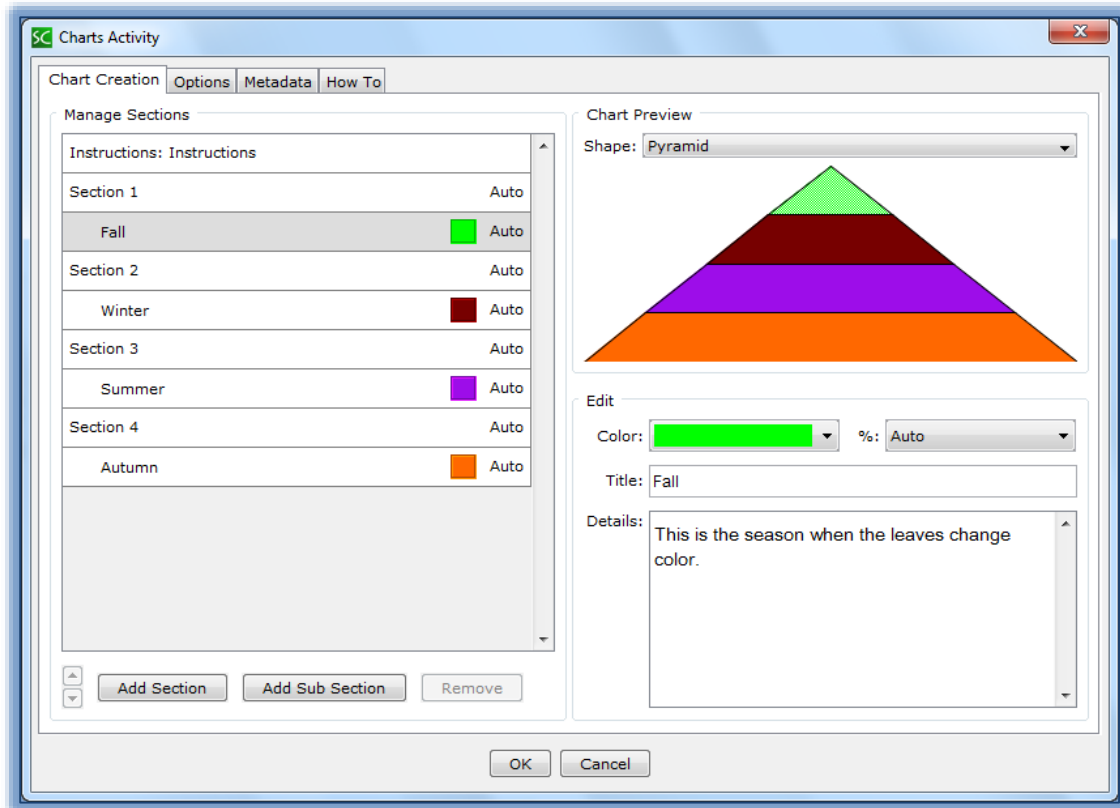 SC Charts Activity
X
Chart Creation Options Metadata How To
Manage Sections
Instructions: Instructions
Section 1 Auto
Fall Auto
Section 2 Auto
Winter Auto
Section 3 Auto
Summer Auto
Section 4 Auto
Autumn Auto
Add Section Add Sub Section Remove
Chart Preview
Shape: Pyramid
Edit
Color: %: Auto
Title: Fall
Details: This is the season when the leaves change
color.
OK Cancel